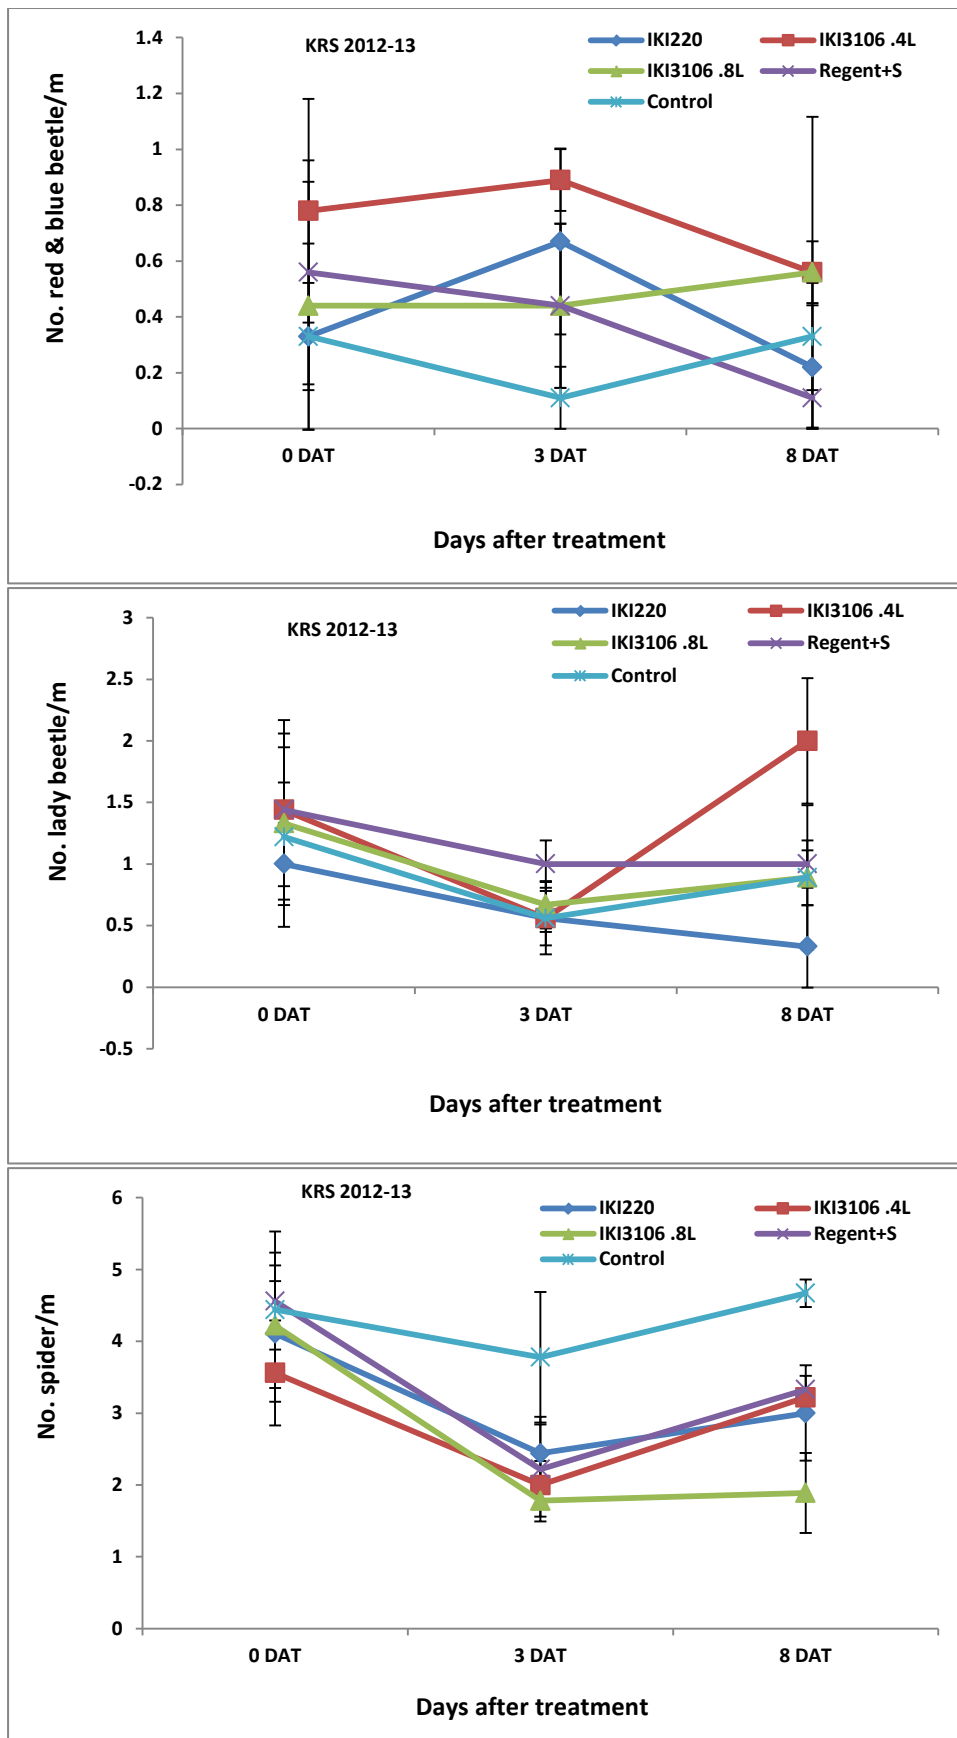 KRS 2012-13
IKI220
IKI3106 .4L
IKI3106 .8L
Regent+S
Control
No. red & blue beetle/m
1.4
1.2
1
0.8
0.6
0.4
0.2
0
-0.2
0 DAT
3 DAT
8 DAT
Days after treatment
KRS 2012-13
IKI220
IKI3106 .4L
IKI3106 .8L
Regent+S
Control
No. lady beetle/m
3
2.5
2
1.5
1
0.5
0
-0.5
0 DAT
3 DAT
8 DAT
Days after treatment
KRS 2012-13
IKI220
IKI3106 .4L
IKI3106 .8L
Regent+S
Control
No. spider/m
6
5
4
3
2
1
0
0 DAT
3 DAT
8 DAT
Days after treatment